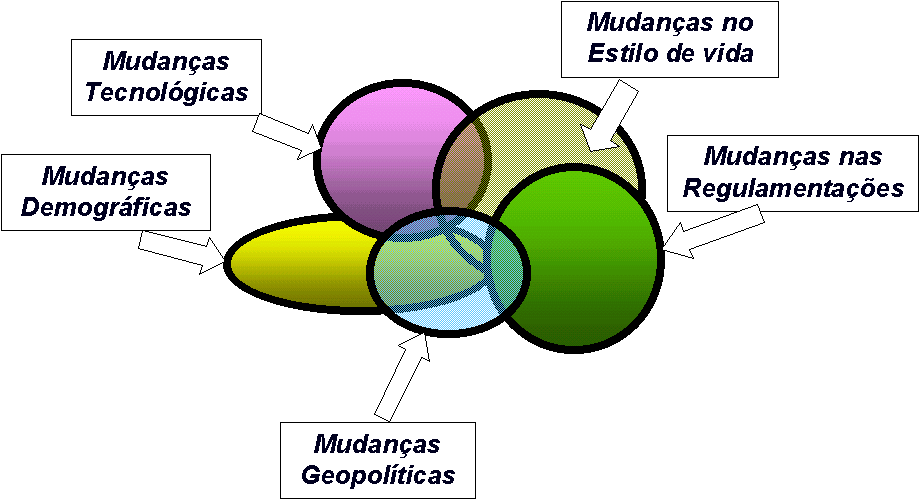 Mudanças no
Estilo de vida
Mudanças
Tecnológicas
Mudanças nas
Regulamentações
Mudanças
Demográficas
Mudanças
Geopolíticas